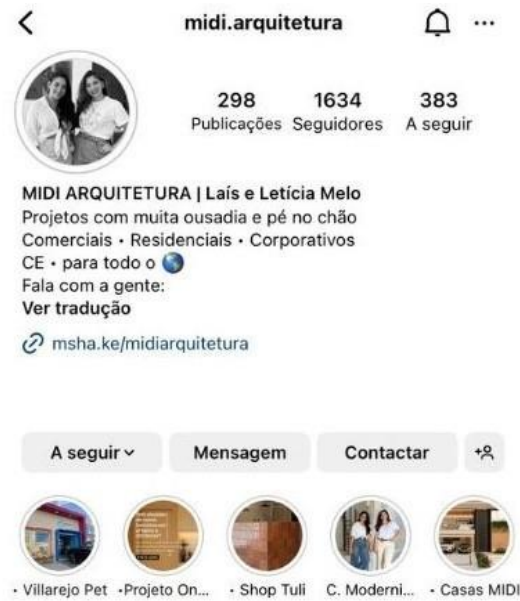 midi.arquitetura
298 1634 383
Publicações Seguidores A seguir
MIDI ARQUITETURA | Laís e Letícia Melo
Projetos com muita ousadia e pé no chão
Comerciais • Residenciais • Corporativos
CE • para todo o
Fala com a gente:
Ver tradução
msha.ke/midiarquitetura
A seguir Mensagem Contactar
• Villarejo Pet •Projeto On... • Shop Tuli C. Moderni... • Casas MIDI